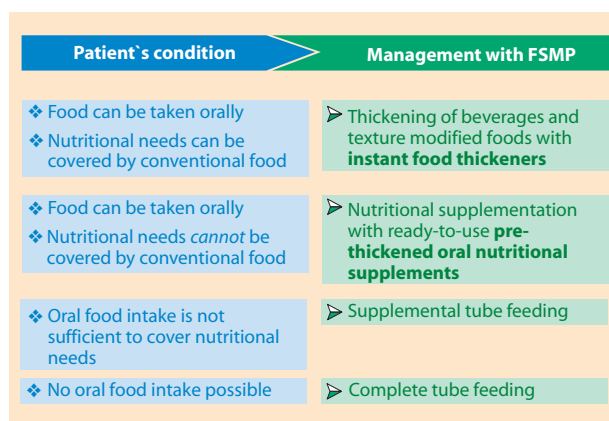 Patient`s condition
Management with FSMP
❖ Food can be taken orally
❖ Nutritional needs can be
covered by conventional food
➢ Thickening of beverages and
texture modified foods with
instant food thickeners
❖ Food can be taken orally
❖ Nutritional needs cannot be
covered by conventional food
➢ Nutritional supplementation
with ready-to-use pre-
thickened oral nutritional
supplements
❖ Oral food intake is not
sufficient to cover nutritional
needs
➢ Supplemental tube feeding
❖ No oral food intake possible
➢ Complete tube feeding